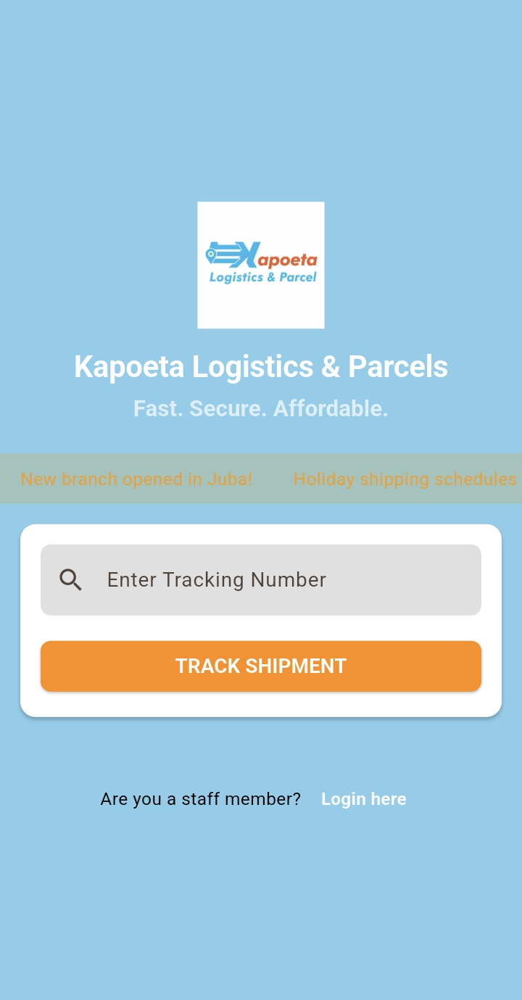 Kapoeta
Logistics & Parcel
Kapoeta Logistics & Parcels
Fast. Secure. Affordable.
New branch opened in Juba! Holiday shipping schedules
Enter Tracking Number
TRACK SHIPMENT
Are you a staff member? Login here